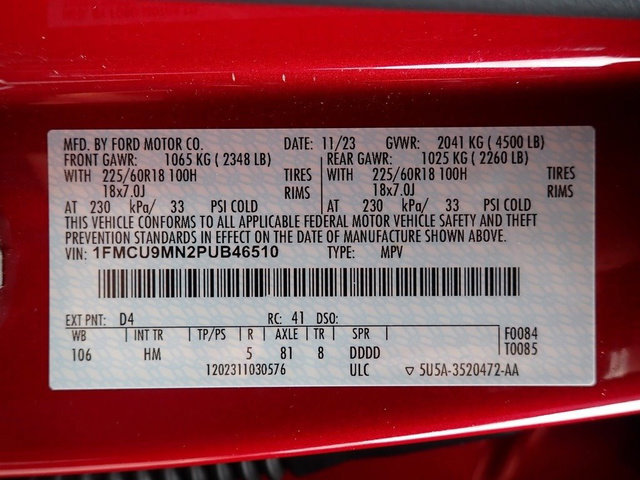 MFD. BY FORD MOTOR CO. DATE: 11/23 GVWR: 2041 KG ( 4500 LB)
FRONT GAWR: 1065 KG ( 2348 LB) REAR GAWR: 1025 KG ( 2260 LB)
WITH 225/60R18 100H TIRES WITH 225/60R18 100H TIRES
18x7.0J RIMS 18x7.0J RIMS
AT 230 kPa/ 33 PSI COLD AT 230 kPa/ 33 PSI COLD
THIS VEHICLE CONFORMS TO ALL APPLICABLE FEDERAL MOTOR VEHICLE SAFETY AND THEFT
PREVENTION STANDARDS IN EFFECT ON THE DATE OF MANUFACTURE SHOWN ABOVE.
VIN: 1FMCU9MN2PUB46510 TYPE: MPV
EXT PNT: D4 RC: 41 DSO:
WB INT TR TP/PS R AXLE TR SPR F0084
106 HM 5 81 8 DDDD T0085
1202311030576 ULC ▽ 5U5A-3520472-AA